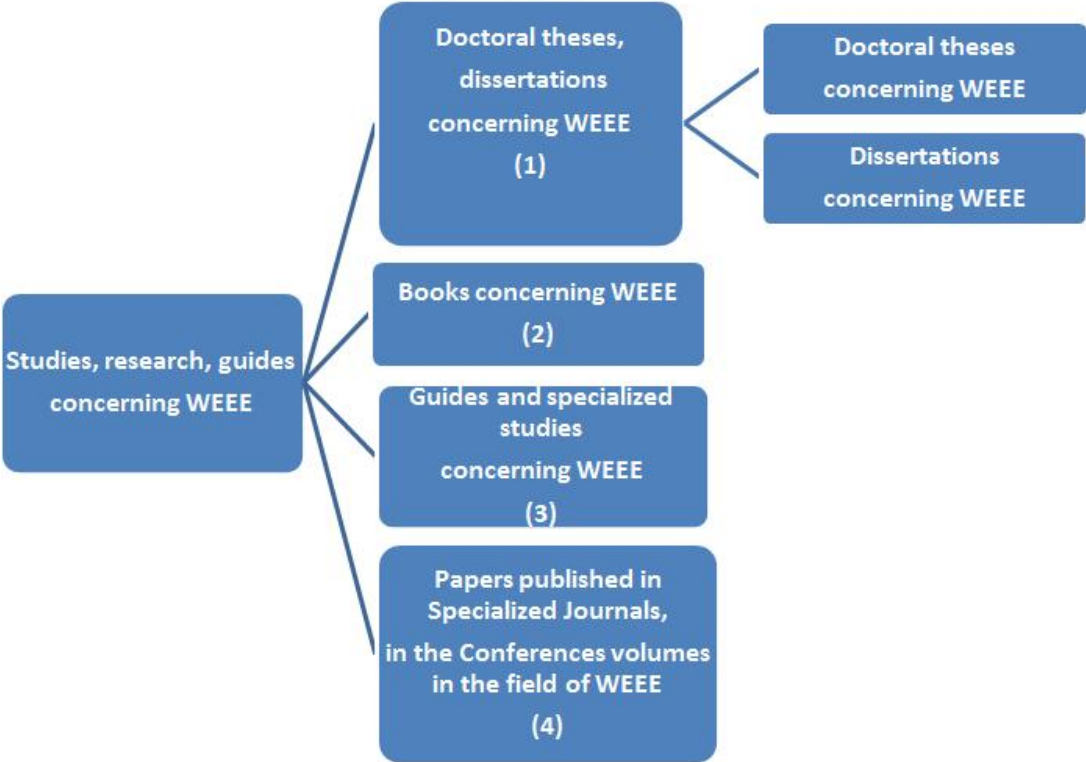 Studies, research, guides
concerning WEEE
Doctoral theses,
dissertations
concerning WEEE
(1)
Doctoral theses
concerning WEEE
Dissertations
concerning WEEE
Books concerning WEEE
(2)
Guides and specialized
studies
concerning WEEE
(3)
Papers published in
Specialized Journals,
in the Conferences volumes
in the field of WEEE
(4)